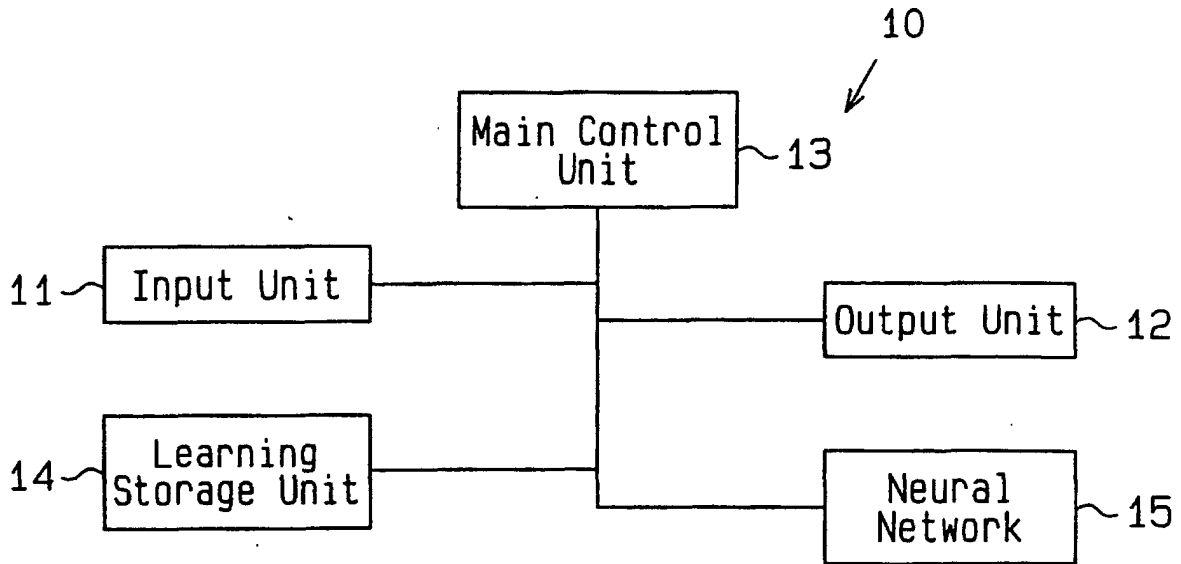 10
Main Control
Unit
13
11
Input Unit
Output Unit
12
14
Learning
Storage Unit
Neural
Network
15